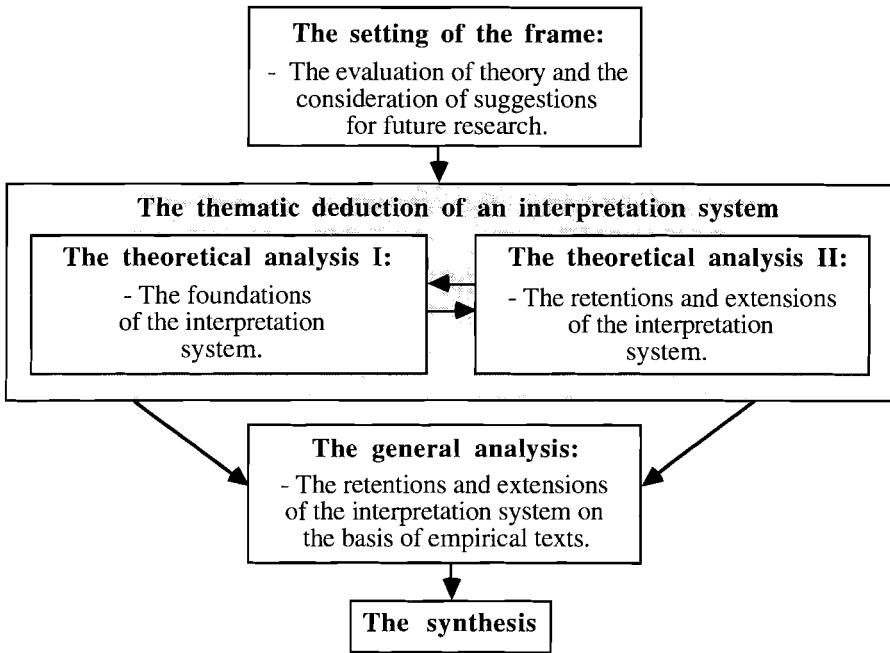 The setting of the frame:
- The evaluation of theory and the
consideration of suggestions
for future research.
The thematic deduction of an interpretation system
The theoretical analysis I:
- The foundations
of the interpretation
system.
The theoretical analysis II:
- The retentions and extensions
of the interpretation
system.
The general analysis:
- The retentions and extensions
of the interpretation system on
the basis of empirical texts.
The synthesis